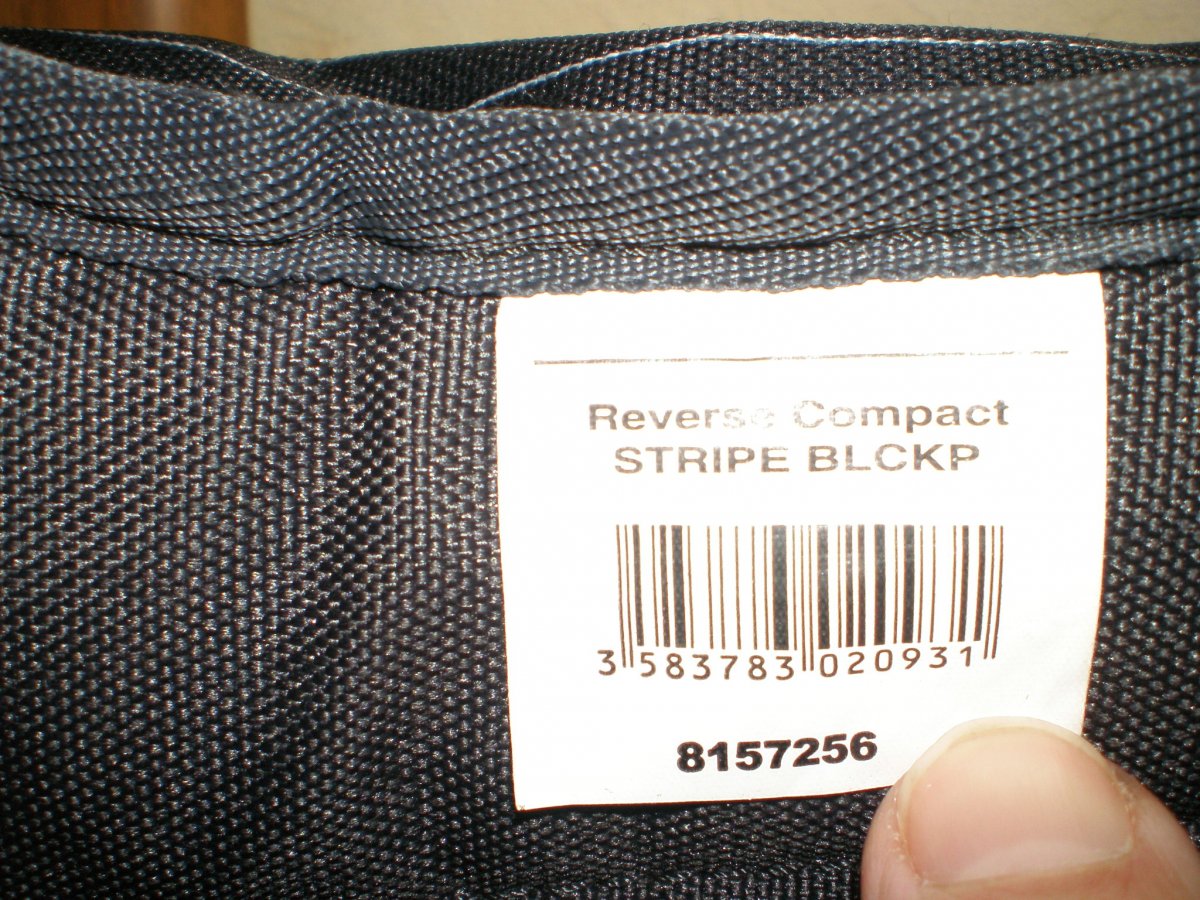 Reverse Compact
STRIPE BLCKP
3 583783 020931
8157256